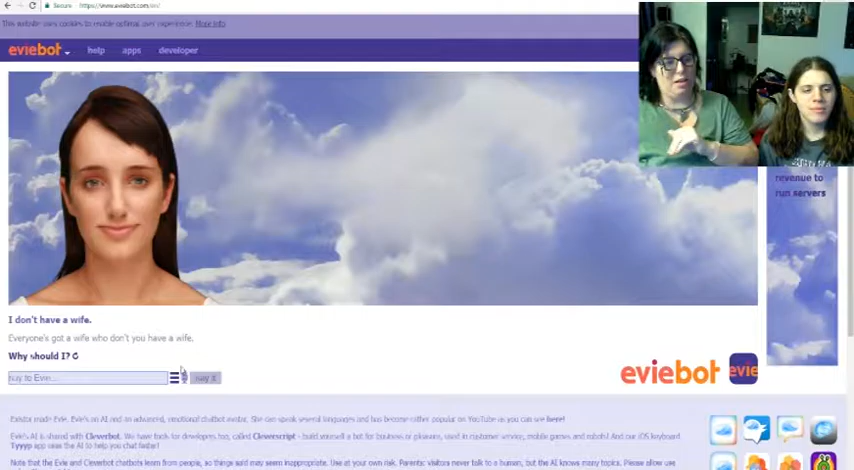 Secure | https://www.eviebot.com/en/
This website uses cookies to enable optimal user experience. More info
eviebot help apps developer
revenue to
run servers
I don't have a wife.
Everyone's got a wife who don't you have a wife.
Why should I?
say to Evie...
say it
eviebot evie
Existor made Evie. Evie's an AI and an advanced, emotional chatbot avatar. She can speak several languages and has become rather popular on YouTube as you can see here!
Evie's AI is shared with Cleverbot. We have tools for developers too, called Cleverscript - build yourself a bot for business or pleasure, used in customer service, mobile games and robots! And our iOS keyboard
app uses the AI to help you chat faster!
Note that the Evie and Cleverbot chatbots learn from people, so things said may seem inappropriate. Use at your own risk. Parents: visitors never talk to a human, but the AI knows many topics. Please allow use